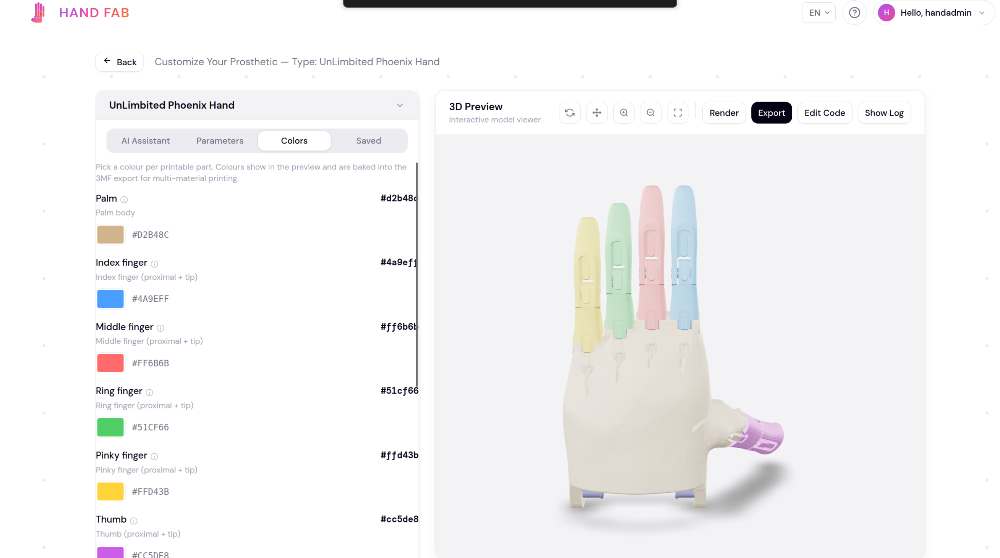 HAND FAB
EN
H
Hello, handadmin
Back
Customize Your Prosthetic — Type: UnLimbited Phoenix Hand
UnLimbited Phoenix Hand
AI Assistant
Parameters
Colors
Saved
Pick a colour per printable part. Colours show in the preview and are baked into the
3MF export for multi-material printing.
Palm
#d2b48c
Palm body
#D2B48C
Index finger
#4a9eff
Index finger (proximal + tip)
#4A9EFF
Middle finger
#ff6b6b
Middle finger (proximal + tip)
#FF6B6B
Ring finger
#51cf66
Ring finger (proximal + tip)
#51CF66
Pinky finger
#ffd43b
Pinky finger (proximal + tip)
#FFD43B
Thumb
#cc5de8
Thumb (proximal + tip)
#CC5DE8
3D Preview
Interactive model viewer
Render
Export
Edit Code
Show Log